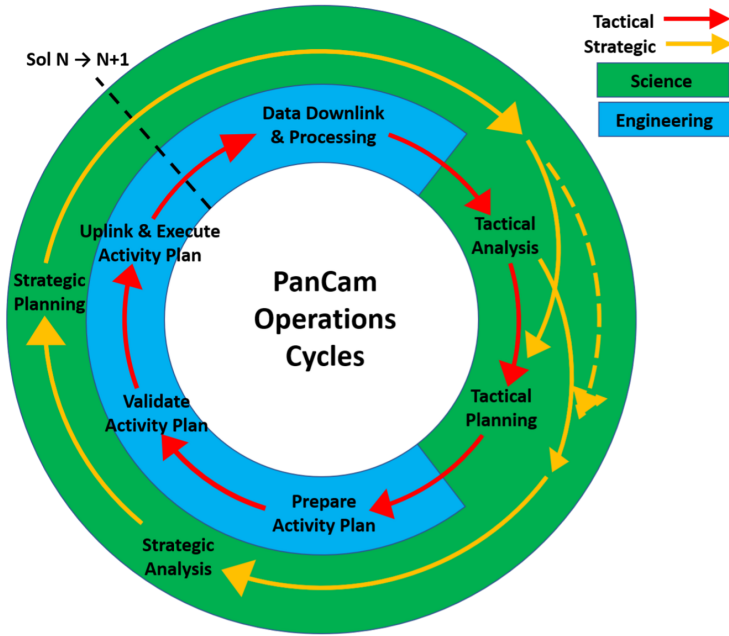 Sol N → N+1
Tactical
Strategic
Science
Engineering
Data Downlink
& Processing
Tactical
Analysis
Tactical
Planning
Prepare
Activity Plan
Validate
Activity Plan
Uplink & Execute
Activity Plan
Strategic
Planning
Strategic
Analysis
PanCam
Operations
Cycles